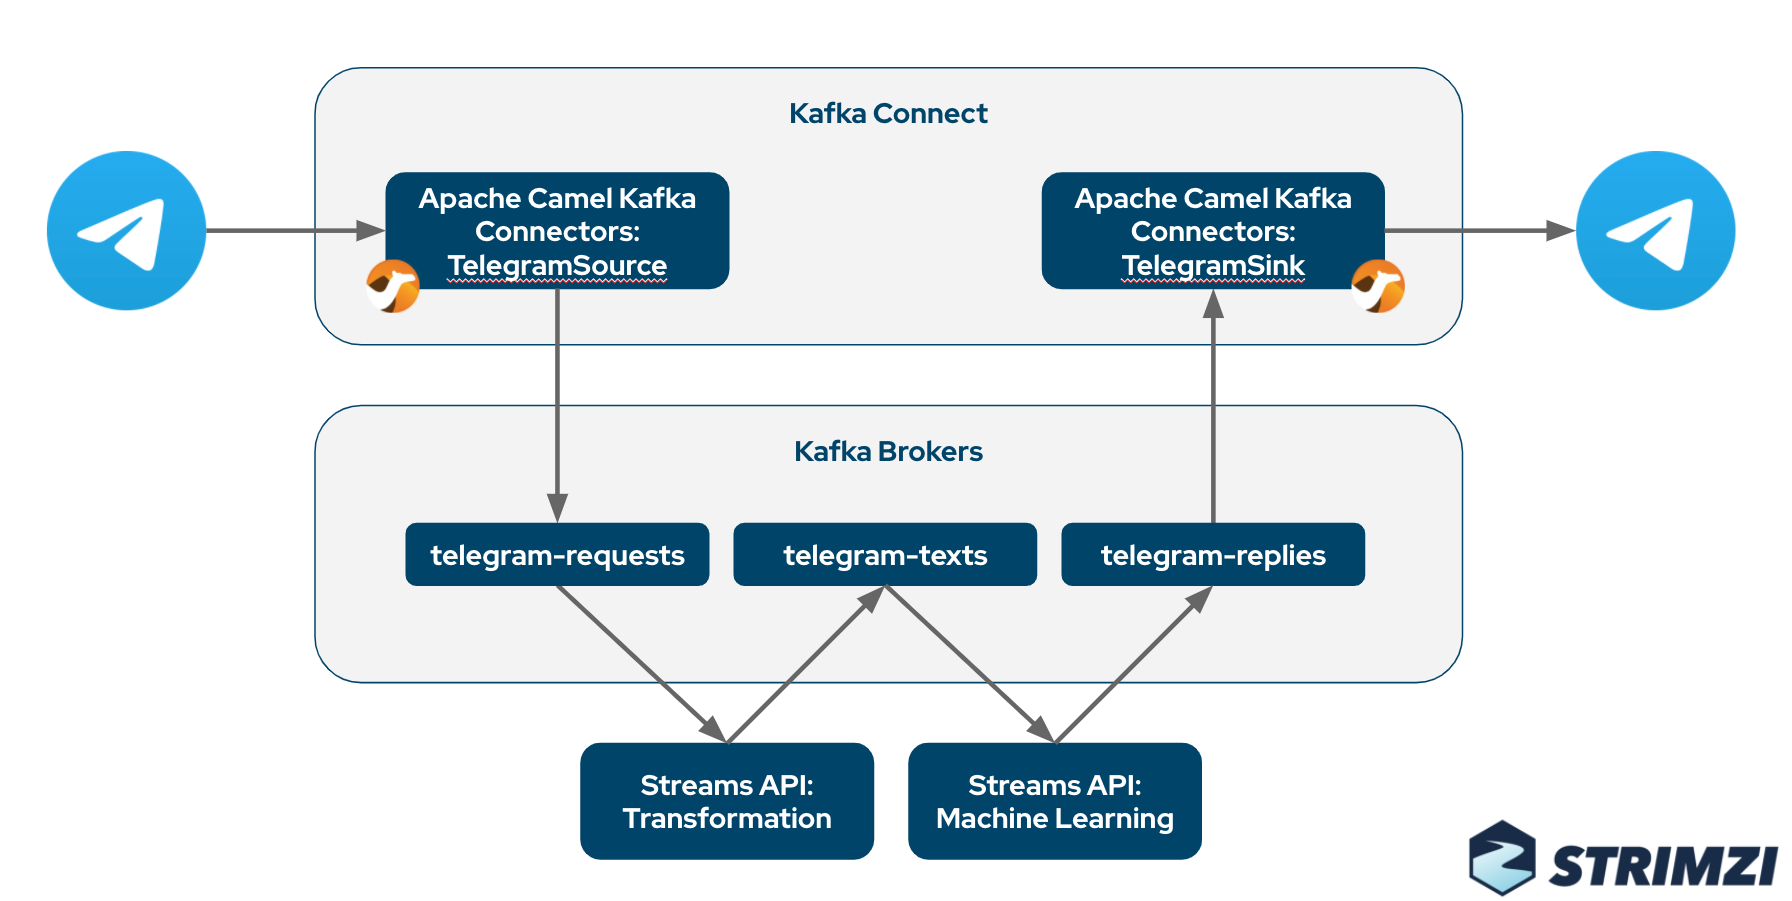 Kafka Connect
Apache Camel Kafka
Connectors:
TelegramSource
Apache Camel Kafka
Connectors:
TelegramSink
Kafka Brokers
telegram-requests
telegram-texts
telegram-replies
Streams API:
Transformation
Streams API:
Machine Learning
STRIMZI